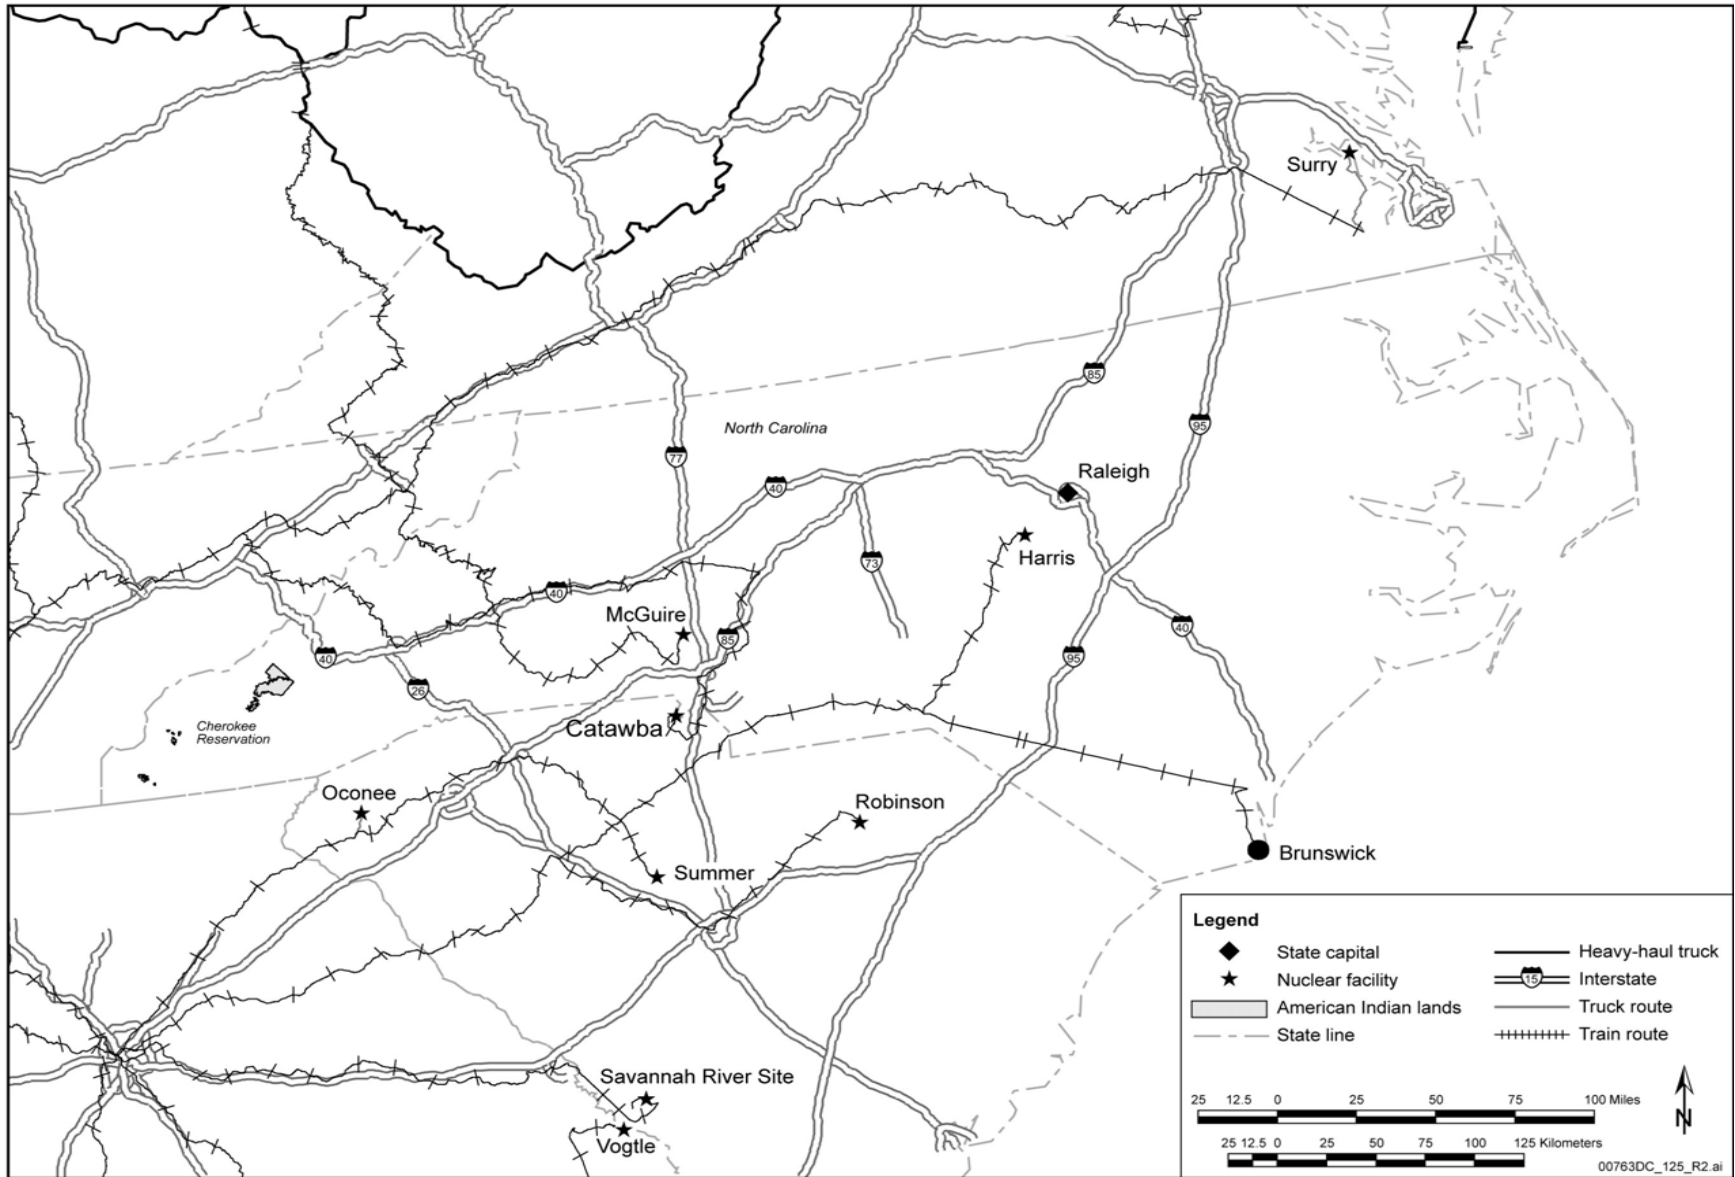 Surry
85
95
North Carolina
77
Raleigh
40
Harris
73
40
McGuire
85
40
40
95
26
Cherokee
Reservation
Catawba
Oconee
Robinson
Brunswick
Summer
Savannah River Site
Vogtle
Legend
State capital
Heavy-haul truck
Nuclear facility
15
Interstate
American Indian lands
Truck route
State line
Train route
25 12.5 0 25 50 75 100 Miles
25 12.5 0 25 50 75 100 125 Kilometers
N
00763DC_125_R2.ai